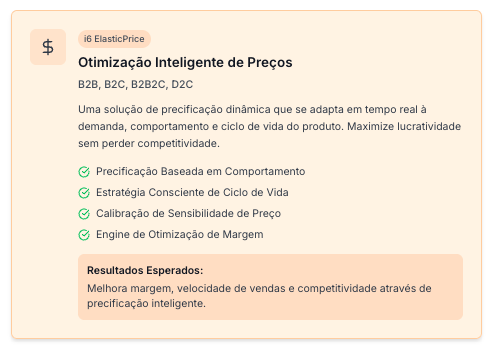 $
i6 ElasticPrice
Otimização Inteligente de Preços
B2B, B2C, B2B2C, D2C
Uma solução de precificação dinâmica que se adapta em tempo real à
demanda, comportamento e ciclo de vida do produto. Maximize lucratividade
sem perder competitividade.
Precificação Baseada em Comportamento
Estratégia Consciente de Ciclo de Vida
Calibração de Sensibilidade de Preço
Engine de Otimização de Margem
Resultados Esperados:
Melhora margem, velocidade de vendas e competitividade através de
precificação inteligente.